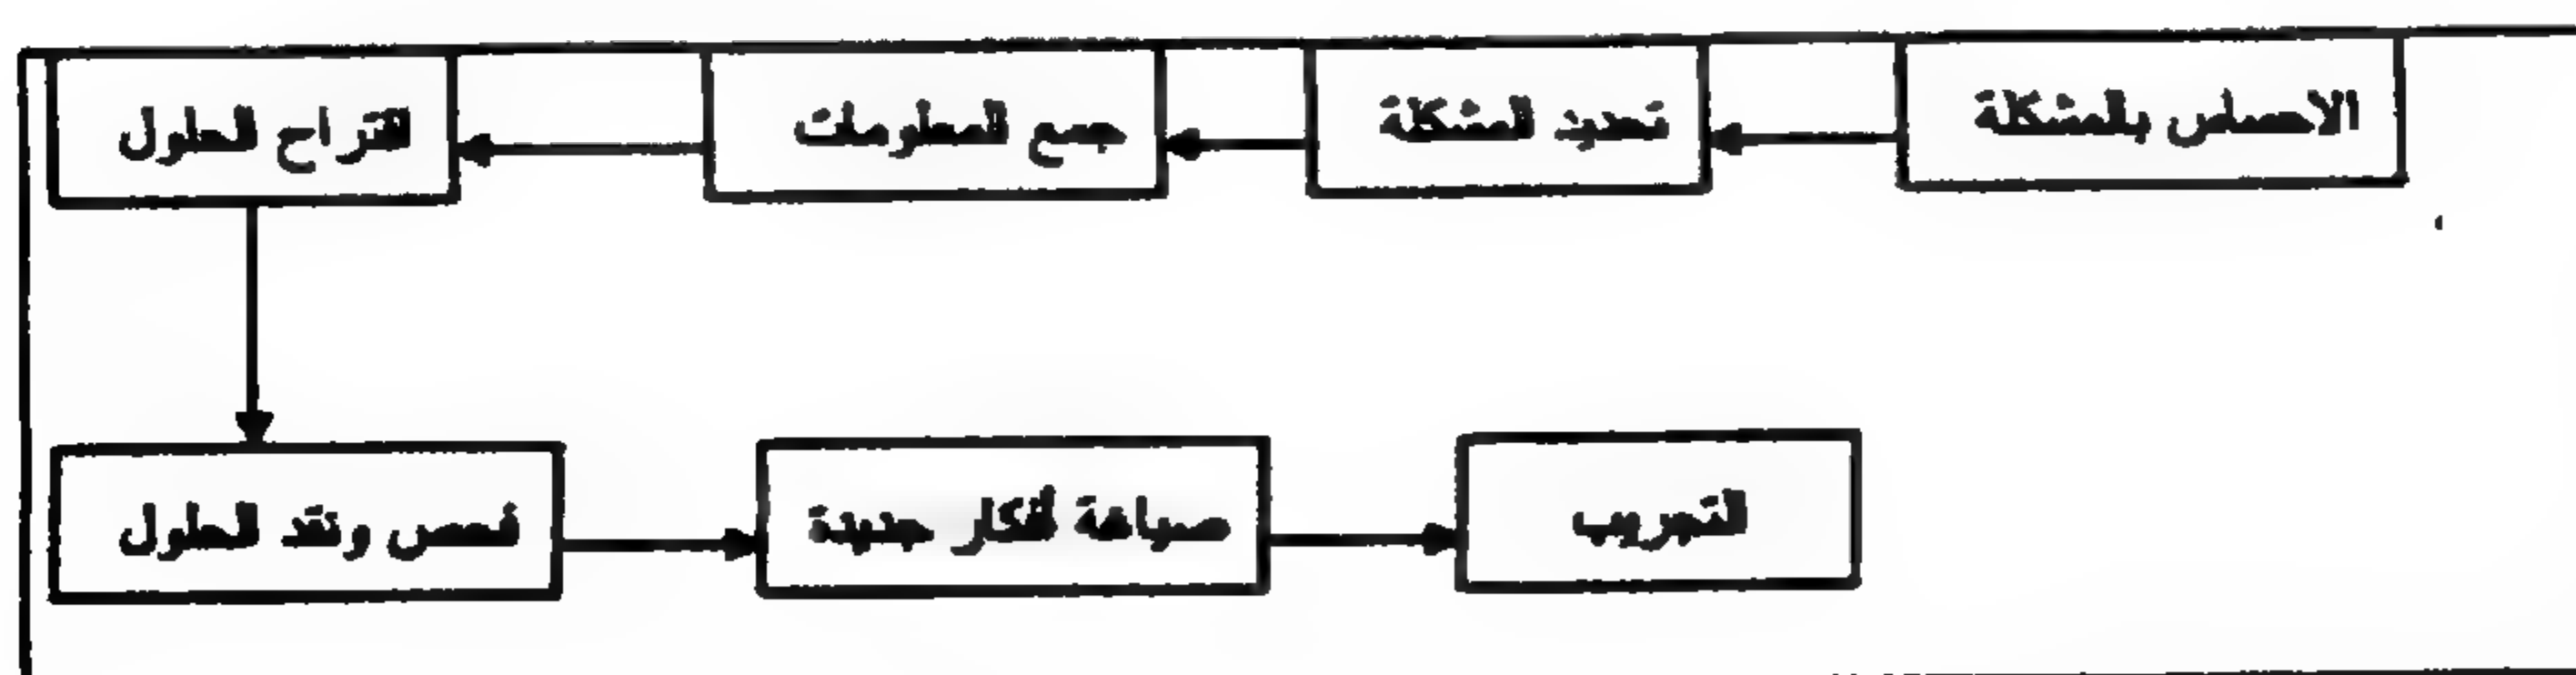 الاحساس بالمشكلة
تحديد المشكلة
جمع المعلومات
اقتراح الحلول
فحص ونقد الحلول
صياغة أفكار جديدة
التجريب